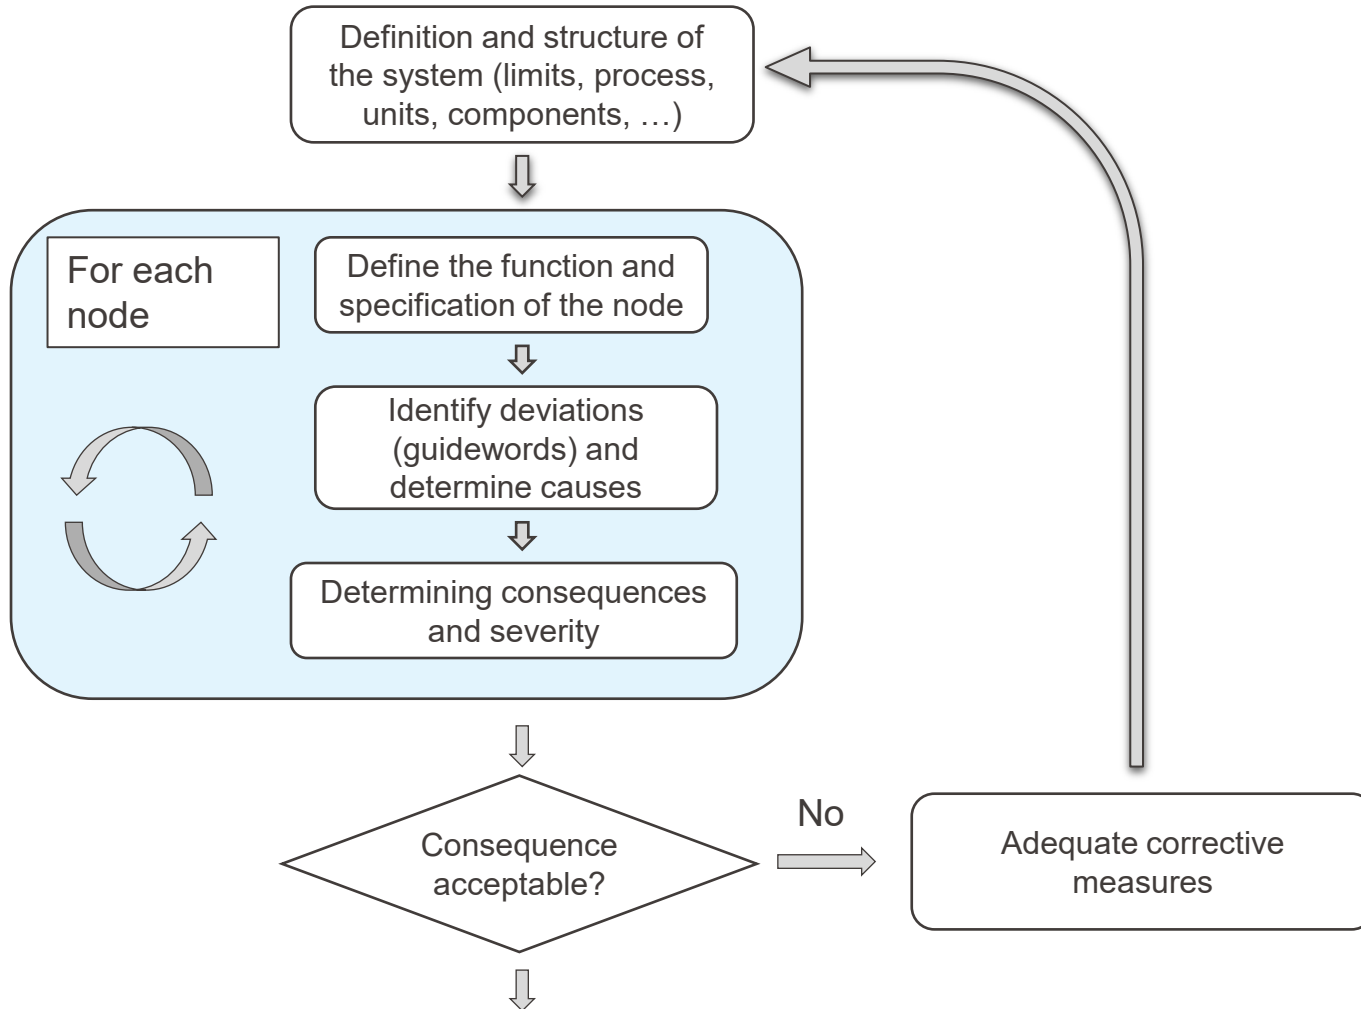 Definition and structure of
the system (limits, process,
units, components, …)
For each
node
Define the function and
specification of the node
Identify deviations
(guidewords) and
determine causes
Determining consequences
and severity
Consequence
acceptable?
No
Adequate corrective
measures